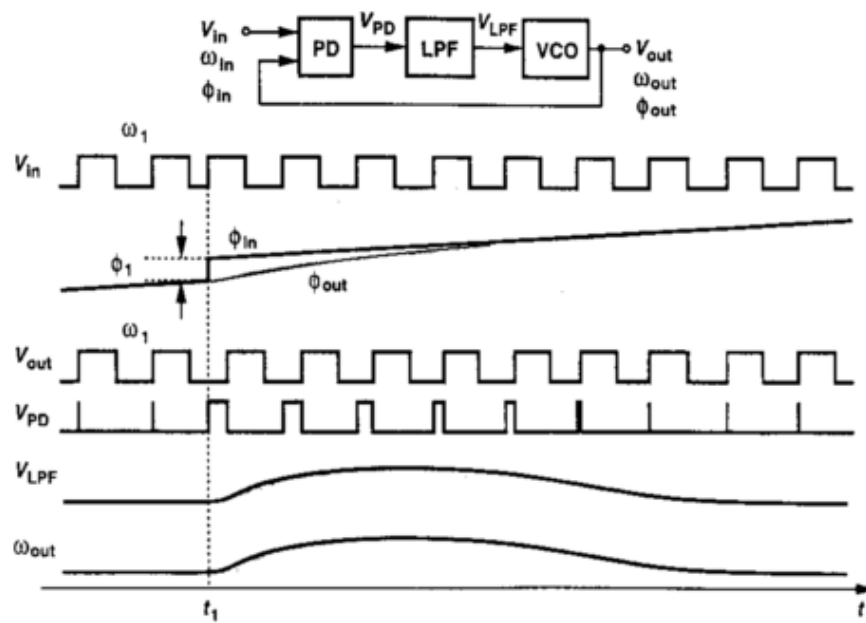 V_PD V_LPF
V_in PD LPF VCO V_out
ω_in ω_out
ϕ_in ϕ_out
ω_1
V_in
ϕ_in
ϕ_1
ϕ_out
ω_1
V_out
V_PD
V_LPF
ω_out
t_1 t